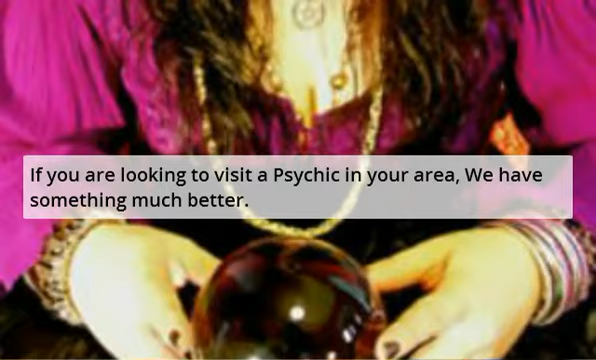 If you are looking to visit a Psychic in your area, We have
something much better.